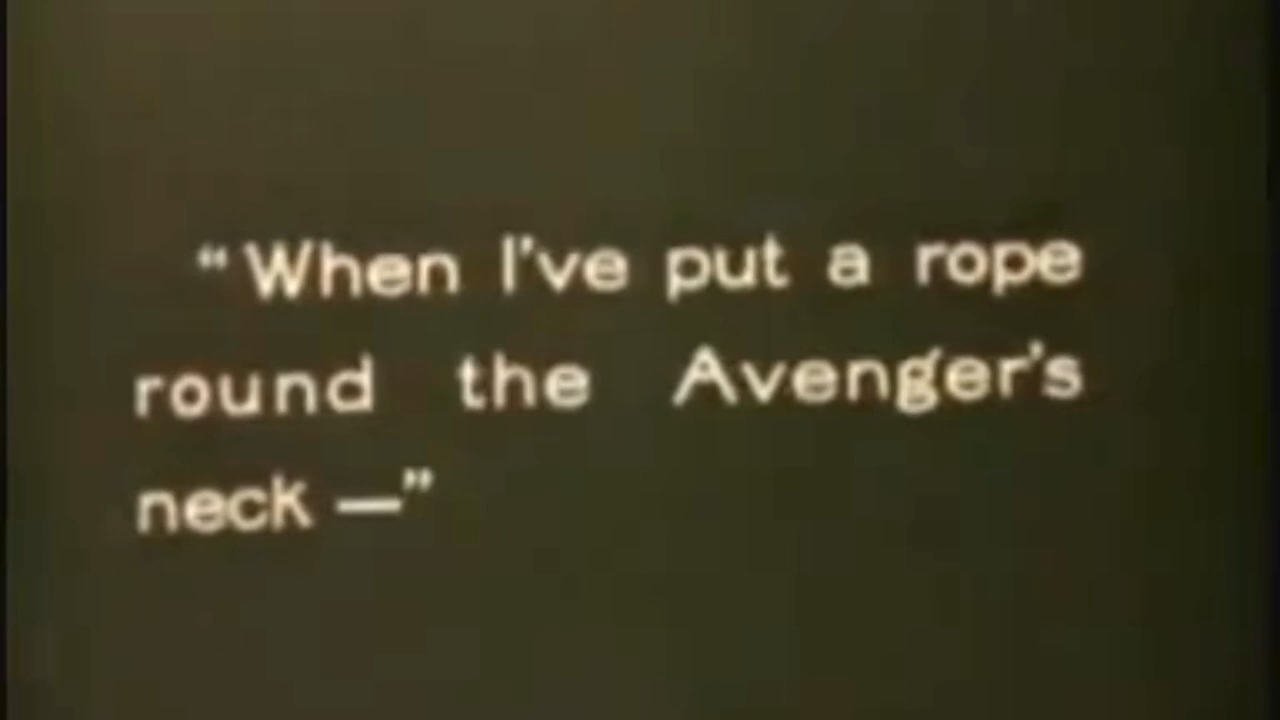 “When I’ve put a rope
round the Avenger’s
neck —”